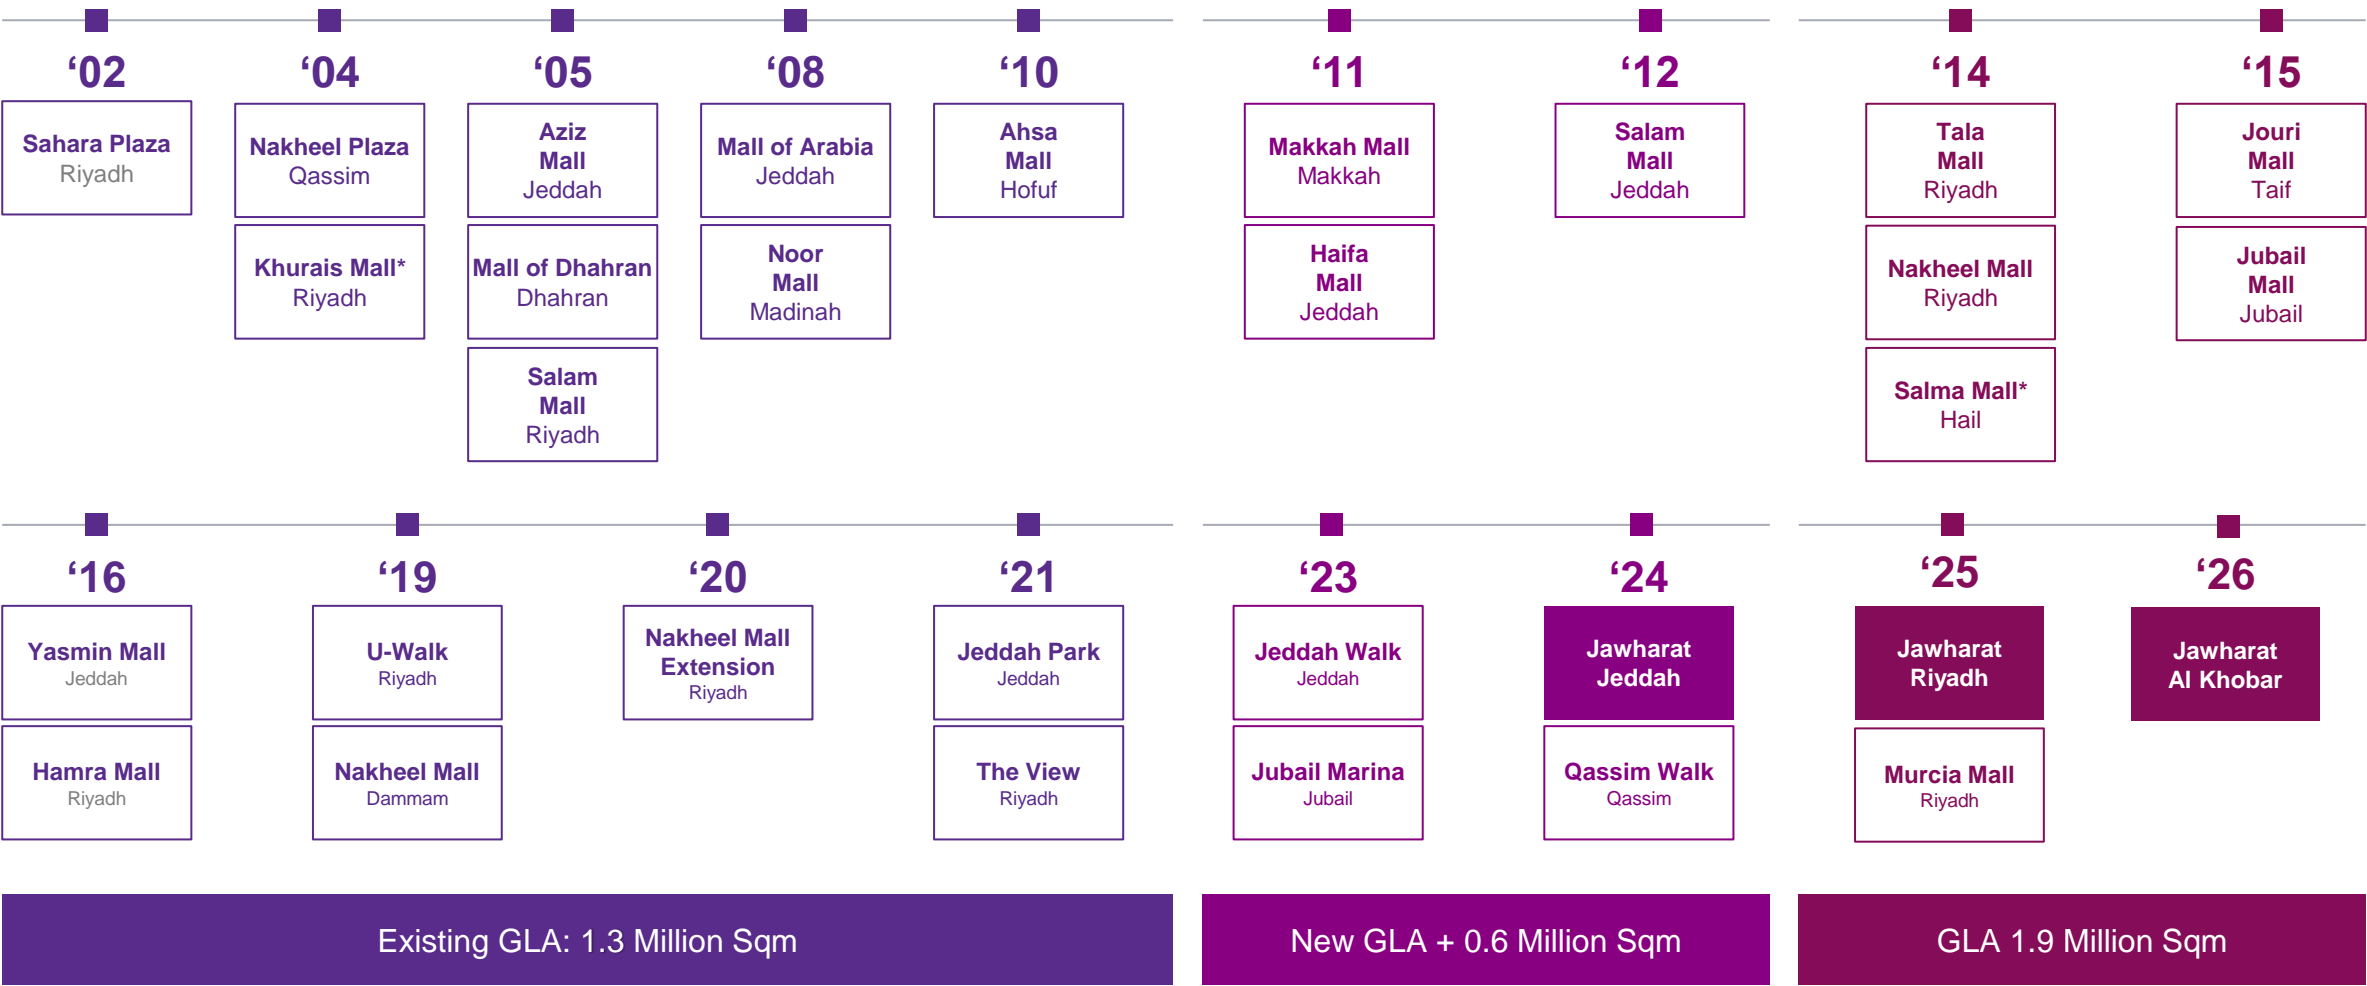 ‘02
Sahara Plaza
Riyadh
‘04
Nakheel Plaza
Qassim
Khurais Mall*
Riyadh
‘05
Aziz
Mall
Jeddah
Mall of Dhahran
Dhahran
Salam
Mall
Riyadh
‘08
Mall of Arabia
Jeddah
Noor
Mall
Madinah
‘10
Ahsa
Mall
Hofuf
‘11
Makkah Mall
Makkah
Haifa
Mall
Jeddah
‘12
Salam
Mall
Jeddah
‘14
Tala
Mall
Riyadh
Nakheel Mall
Riyadh
Salma Mall*
Hail
‘15
Jouri
Mall
Taif
Jubail
Mall
Jubail
‘16
Yasmin Mall
Jeddah
Hamra Mall
Riyadh
‘19
U-Walk
Riyadh
Nakheel Mall
Dammam
‘20
Nakheel Mall
Extension
Riyadh
‘21
Jeddah Park
Jeddah
The View
Riyadh
‘23
Jeddah Walk
Jeddah
Jubail Marina
Jubail
‘24
Jawharat
Jeddah
Qassim Walk
Qassim
‘25
Jawharat
Riyadh
Murcia Mall
Riyadh
‘26
Jawharat
Al Khobar
Existing GLA: 1.3 Million Sqm
New GLA + 0.6 Million Sqm
GLA 1.9 Million Sqm